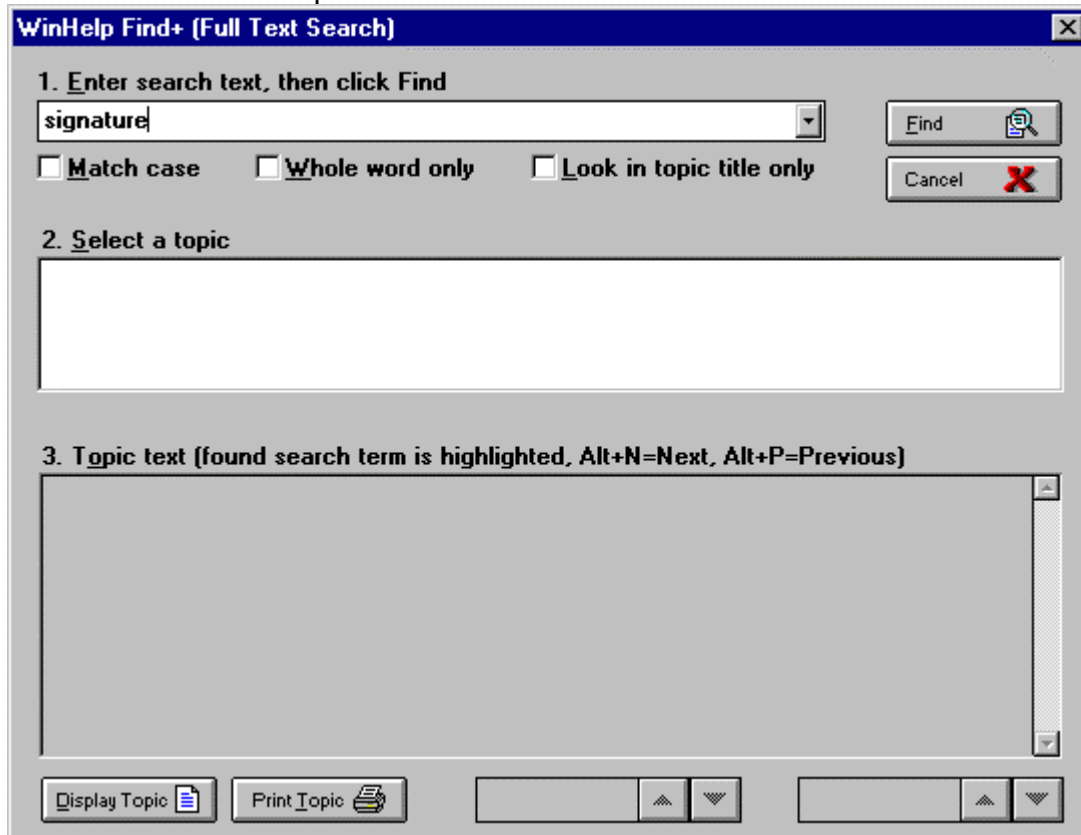 WinHelp Find+ (Full Text Search)
1. Enter search text, then click Find
signature
Find
Match case
Whole word only
Look in topic title only
Cancel
2. Select a topic
3. Topic text (found search term is highlighted, Alt+N=Next, Alt+P=Previous)
Display Topic
Print Topic